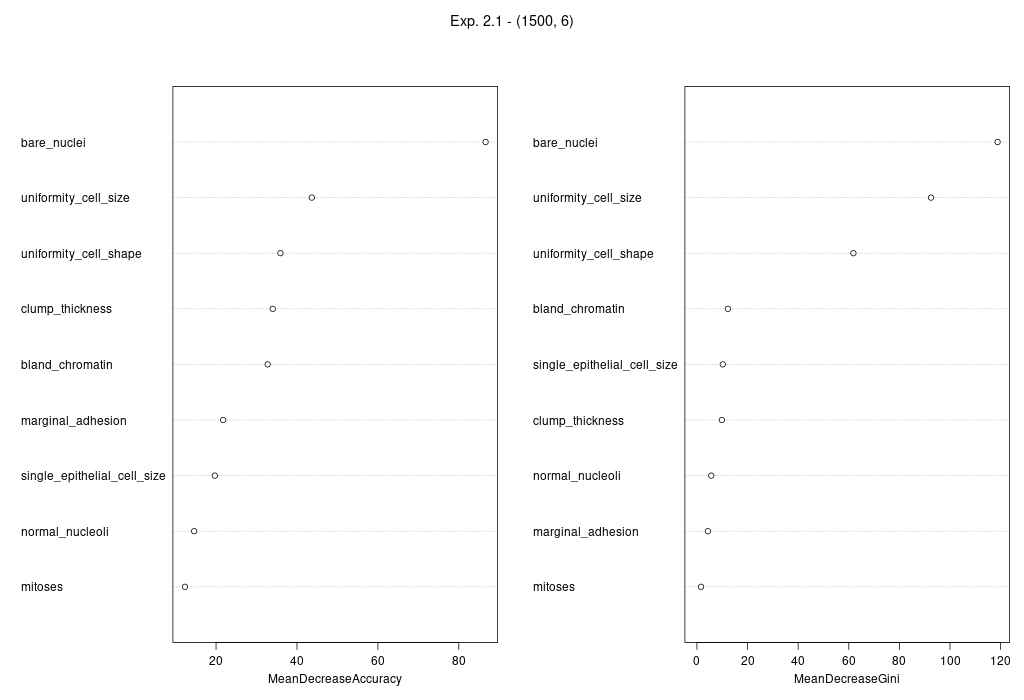 Exp. 2.1 - (1500, 6)
bare_nuclei
uniformity_cell_size
uniformity_cell_shape
clump_thickness
bland_chromatin
marginal_adhesion
single_epithelial_cell_size
normal_nucleoli
mitoses
20 40 60 80
MeanDecreaseAccuracy
bare_nuclei
uniformity_cell_size
uniformity_cell_shape
bland_chromatin
single_epithelial_cell_size
clump_thickness
normal_nucleoli
marginal_adhesion
mitoses
0 20 40 60 80 100 120
MeanDecreaseGini